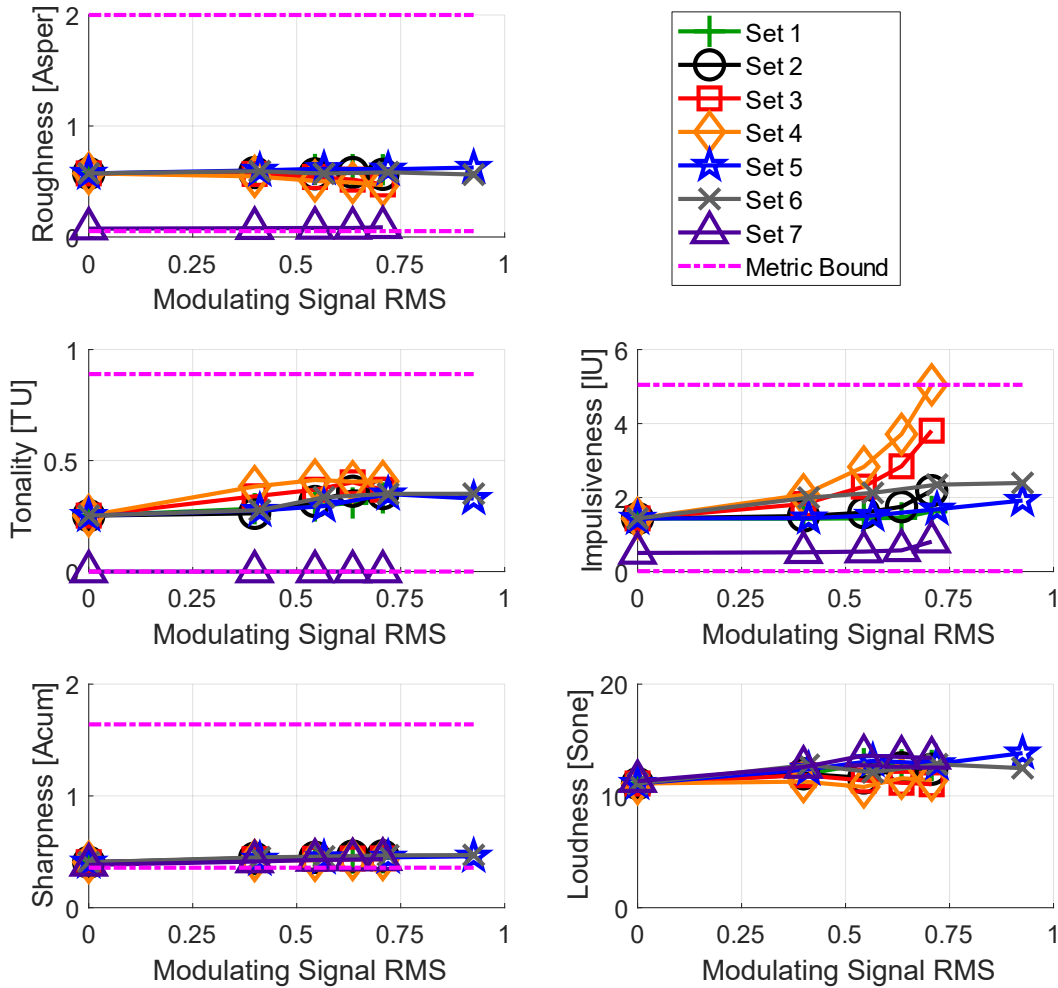 Roughness [Asper]
2
1
0
0
0.25
0.5
0.75
1
Modulating Signal RMS
Set 1
Set 2
Set 3
Set 4
Set 5
Set 6
Set 7
Metric Bound
Tonality [TU]
1
0.5
0
0
0.25
0.5
0.75
1
Modulating Signal RMS
Impulsiveness [IU]
6
4
2
0
0
0.25
0.5
0.75
1
Modulating Signal RMS
Sharpness [Acum]
2
1
0
0
0.25
0.5
0.75
1
Modulating Signal RMS
Loudness [Sone]
20
10
0
0
0.25
0.5
0.75
1
Modulating Signal RMS